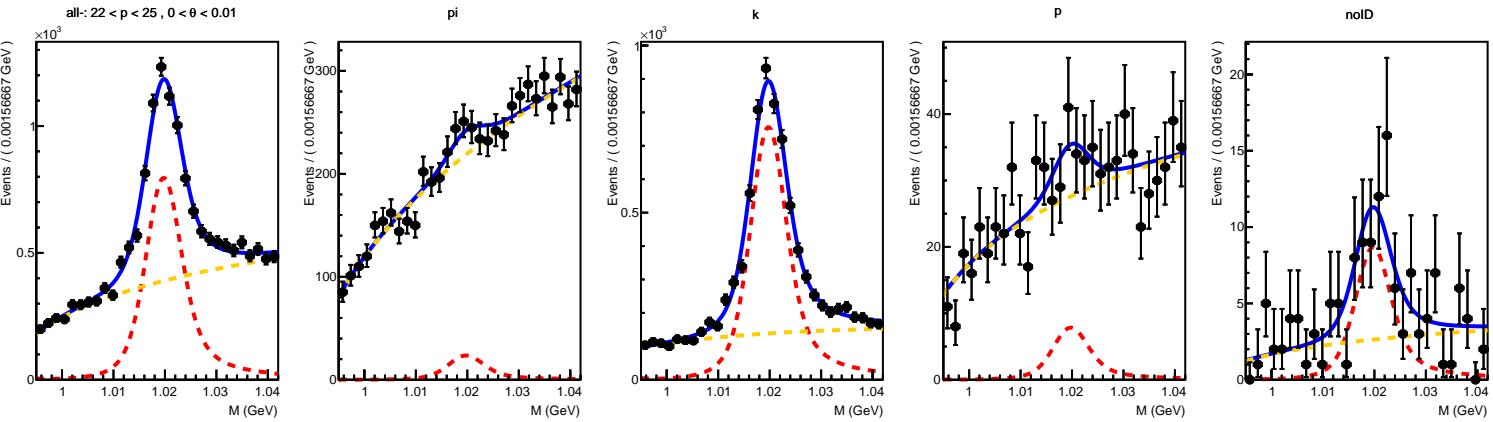 all-: 22 < p < 25 , 0 < θ < 0.01
×10³
Events / ( 0.00156667 GeV )
1
0.5
0
1 1.01 1.02 1.03 1.04
M (GeV)
pi
Events / ( 0.00156667 GeV )
300
200
100
0
1 1.01 1.02 1.03 1.04
M (GeV)
k
×10³
Events / ( 0.00156667 GeV )
1
0.5
0
1 1.01 1.02 1.03 1.04
M (GeV)
p
Events / ( 0.00156667 GeV )
40
20
0
1 1.01 1.02 1.03 1.04
M (GeV)
noID
Events / ( 0.00156667 GeV )
20
15
10
5
0
1 1.01 1.02 1.03 1.04
M (GeV)